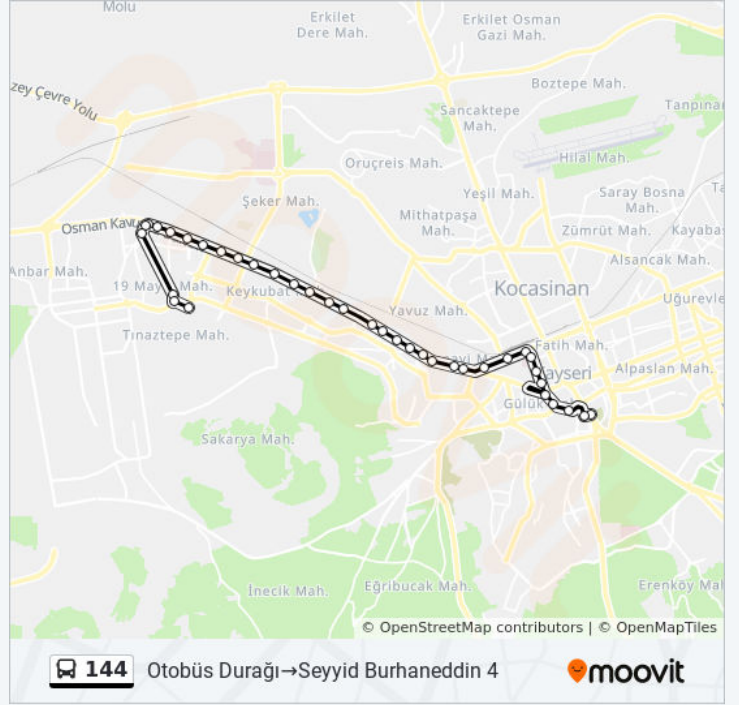 Molu
Erkilet
Dere Mah.
Erkilet Osman
Gazi Mah.
zey Çevre Yolu
Boztepe Mah.
Sancaktepe
Mah.
Tanpınar
Hilal Mah.
Oruçreis Mah.
Şeker Mah.
Yeşil Mah.
Saray Bosna
Mah.
Mithatpaşa
Mah.
Osman Kavu
Zümrüt Mah.
Kayabaş
Alsancak Mah.
Anbar Mah.
19 May Mah.
Keykubat
Kocasinan
Uğurevle
Yavuz Mah.
Tınaztepe Mah.
Fatih Mah.
ayseri
Alpaslan Mah.
Gülük
Sakarya Mah.
İnecik Mah.
Eğribucak Mah.
Erenköy Mah
© OpenStreetMap contributors | © OpenMapTiles
144 Otobüs Durağı→Seyyid Burhaneddin 4 moovit